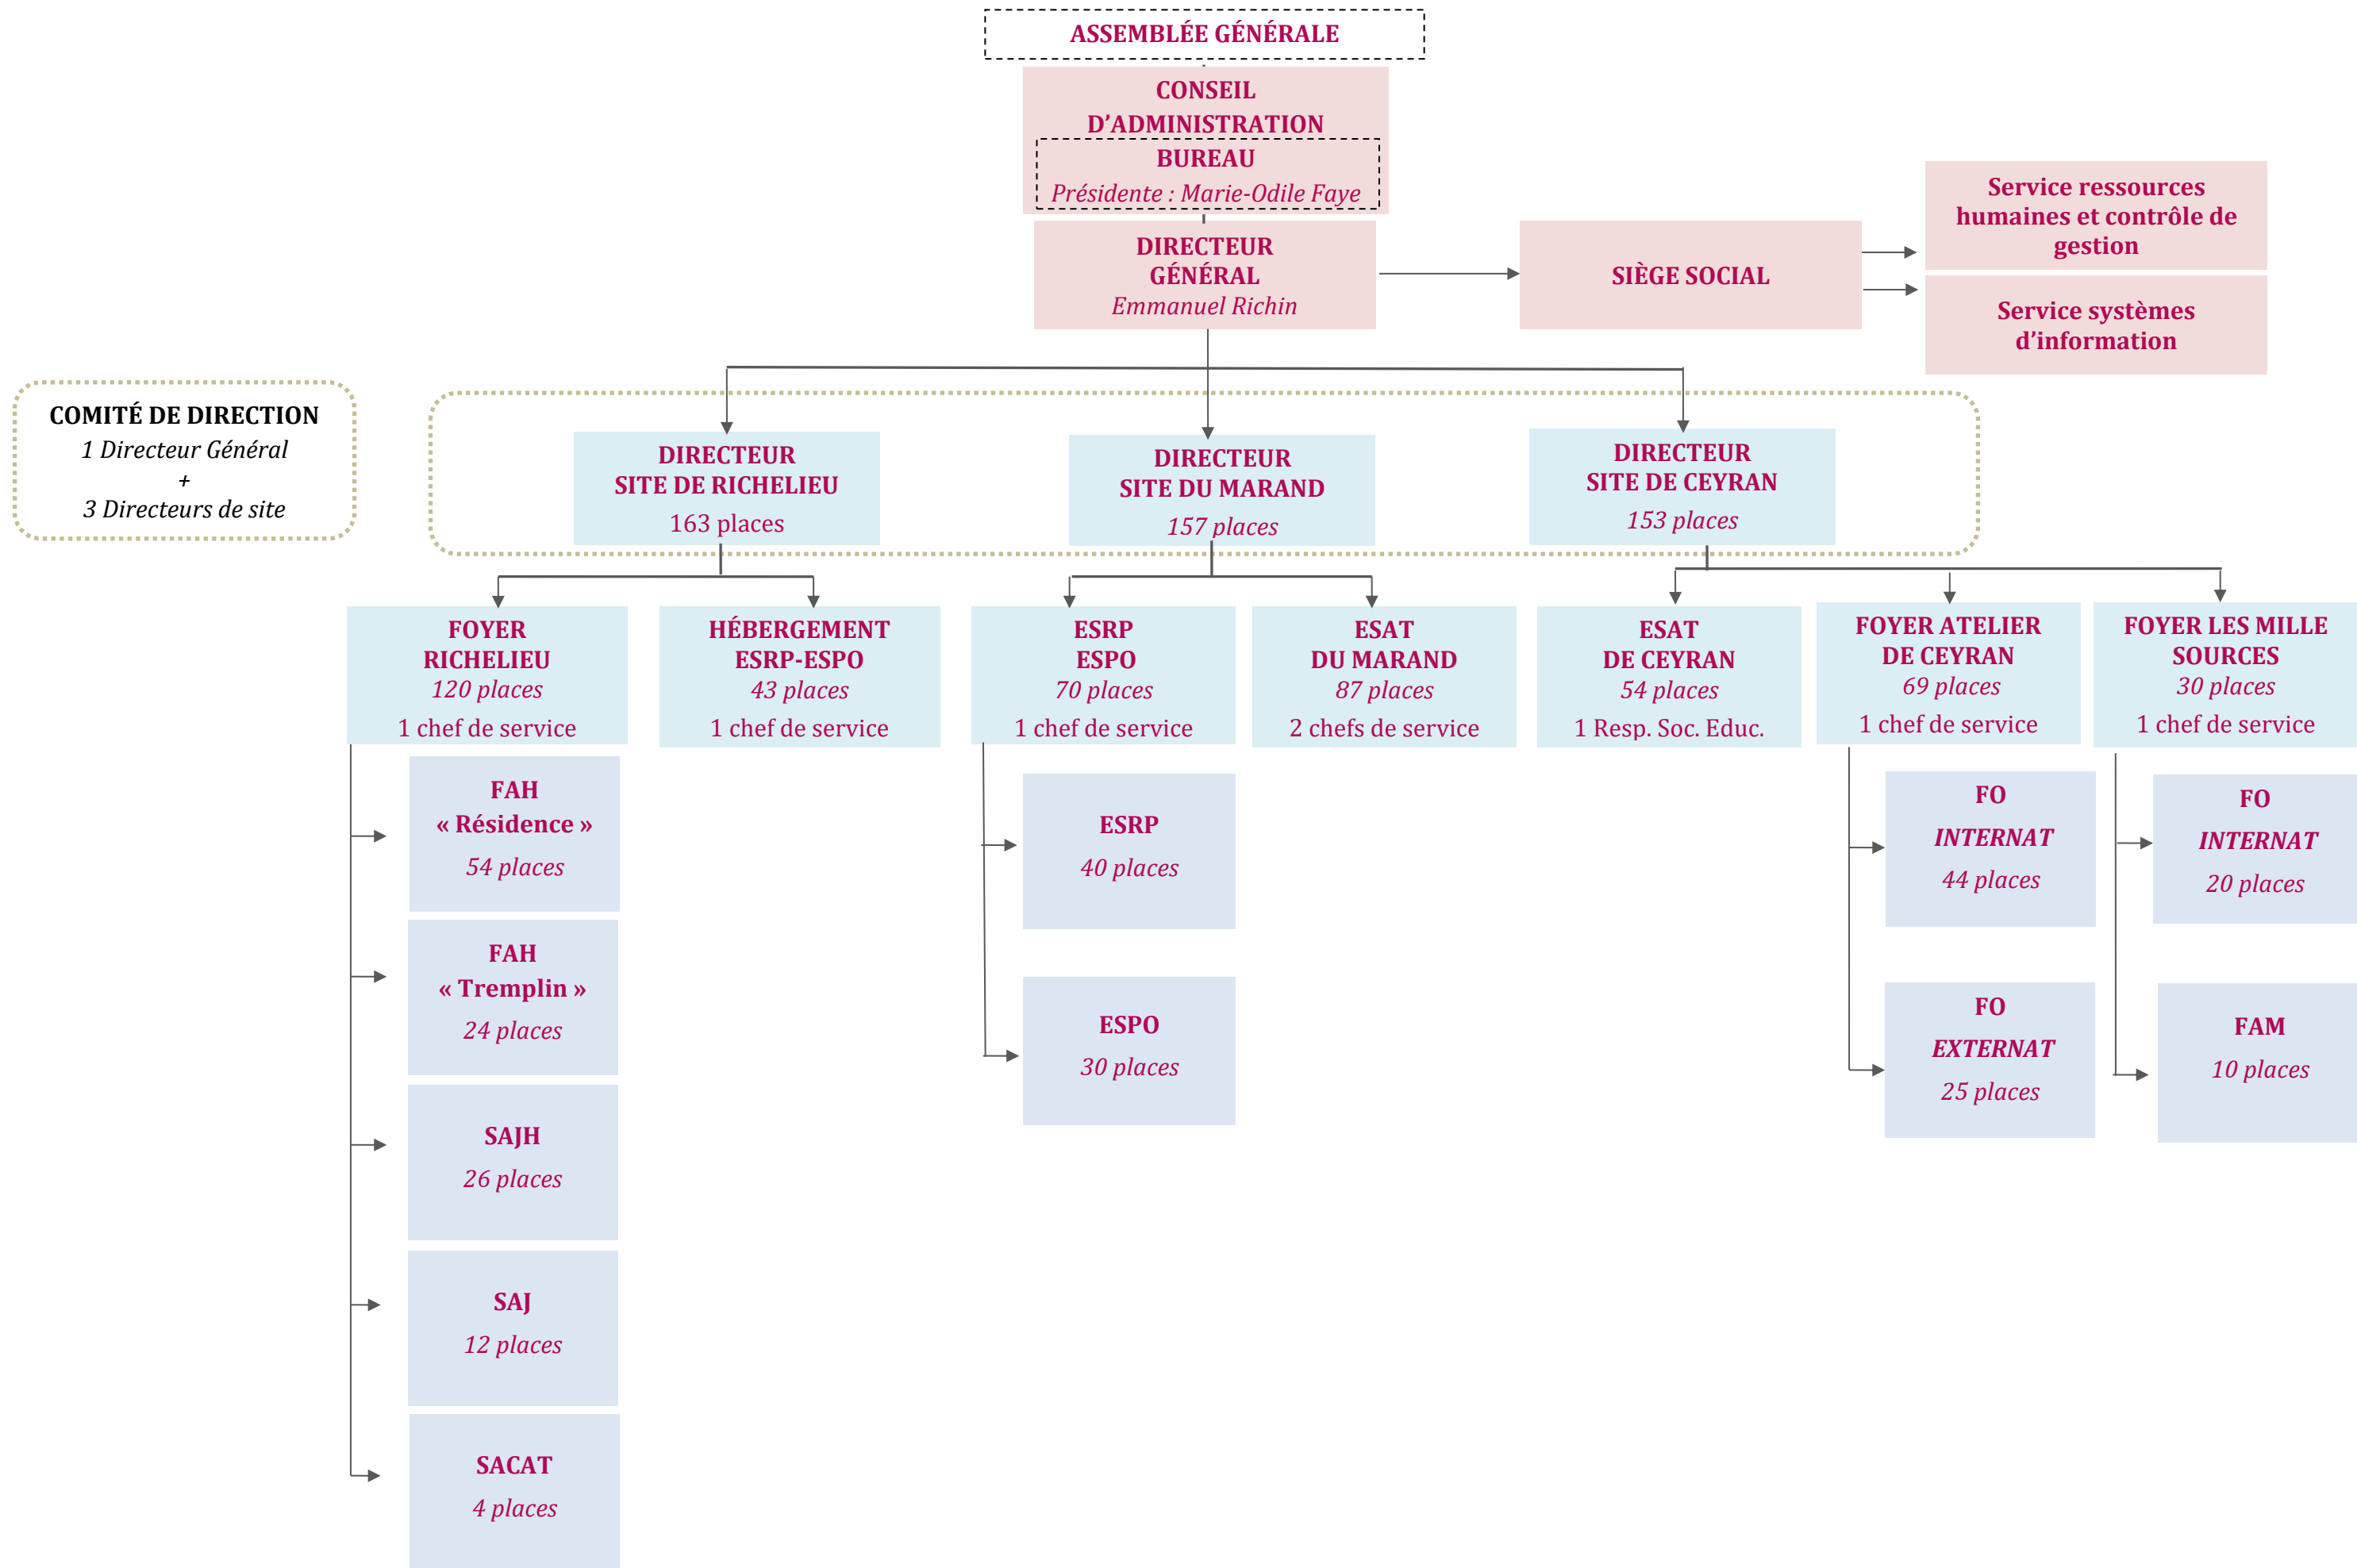 ASSEMBLÉE GÉNÉRALE
CONSEIL
D’ADMINISTRATION
BUREAU
Présidente : Marie-Odile Faye
DIRECTEUR
GÉNÉRAL
Emmanuel Richin
SIÈGE SOCIAL
Service ressources
humaines et contrôle de
gestion
Service systèmes
d’information
COMITÉ DE DIRECTION
1 Directeur Général
+
3 Directeurs de site
DIRECTEUR
SITE DE RICHELIEU
163 places
DIRECTEUR
SITE DU MARAND
157 places
DIRECTEUR
SITE DE CEYRAN
153 places
FOYER
RICHELIEU
120 places
1 chef de service
HÉBERGEMENT
ESRP-ESPO
43 places
1 chef de service
ESRP
ESPO
70 places
1 chef de service
ESAT
DU MARAND
87 places
2 chefs de service
ESAT
DE CEYRAN
54 places
1 Resp. Soc. Educ.
FOYER ATELIER
DE CEYRAN
69 places
1 chef de service
FOYER LES MILLE
SOURCES
30 places
1 chef de service
FAH
« Résidence »
54 places
FAH
« Tremplin »
24 places
SAJH
26 places
SAJ
12 places
SACAT
4 places
ESRP
40 places
ESPO
30 places
FO
INTERNAT
44 places
FO
EXTERNAT
25 places
FO
INTERNAT
20 places
FAM
10 places